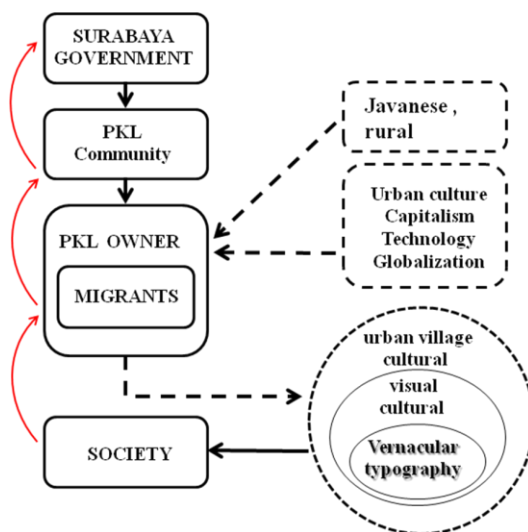 SURABAYA
GOVERNMENT
PKL
Community
PKL OWNER
MIGRANTS
SOCIETY
Javanese ,
rural
Urban culture
Capitalism
Technology
Globalization
urban village
cultural
visual
cultural
Vernacular
typography